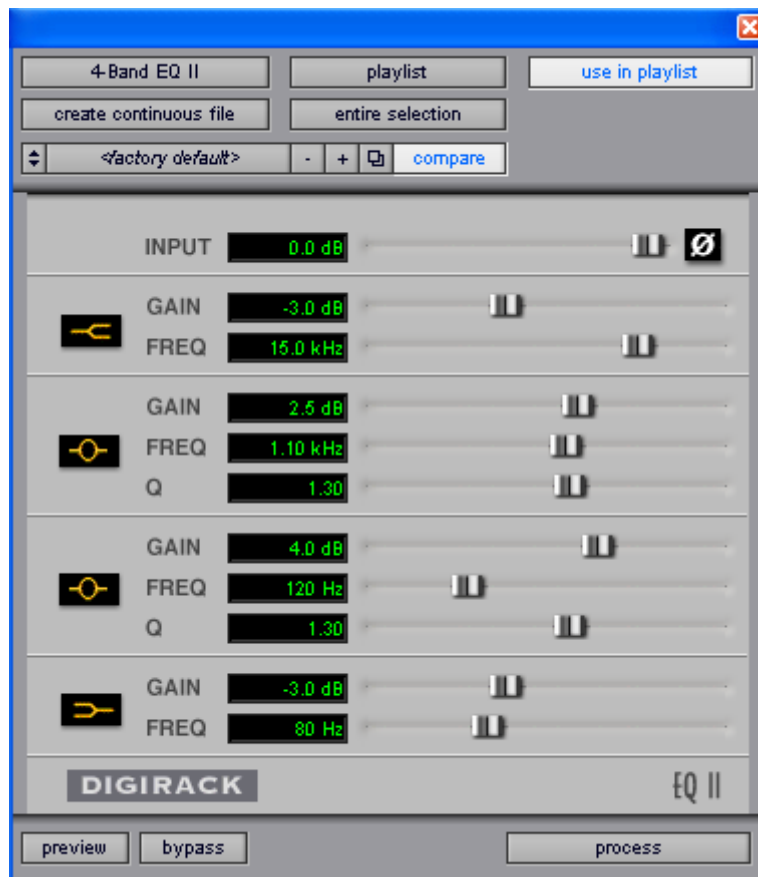 4-Band EQ II playlist use in playlist
create continuous file entire selection
<factory default> - + compare
INPUT 0.0 dB Ø
GAIN -3.0 dB
FREQ 15.0 kHz
GAIN 2.5 dB
FREQ 1.10 kHz
Q 1.30
GAIN 4.0 dB
FREQ 120 Hz
Q 1.30
GAIN -3.0 dB
FREQ 80 Hz
DIGIRACK EQ II
preview bypass process